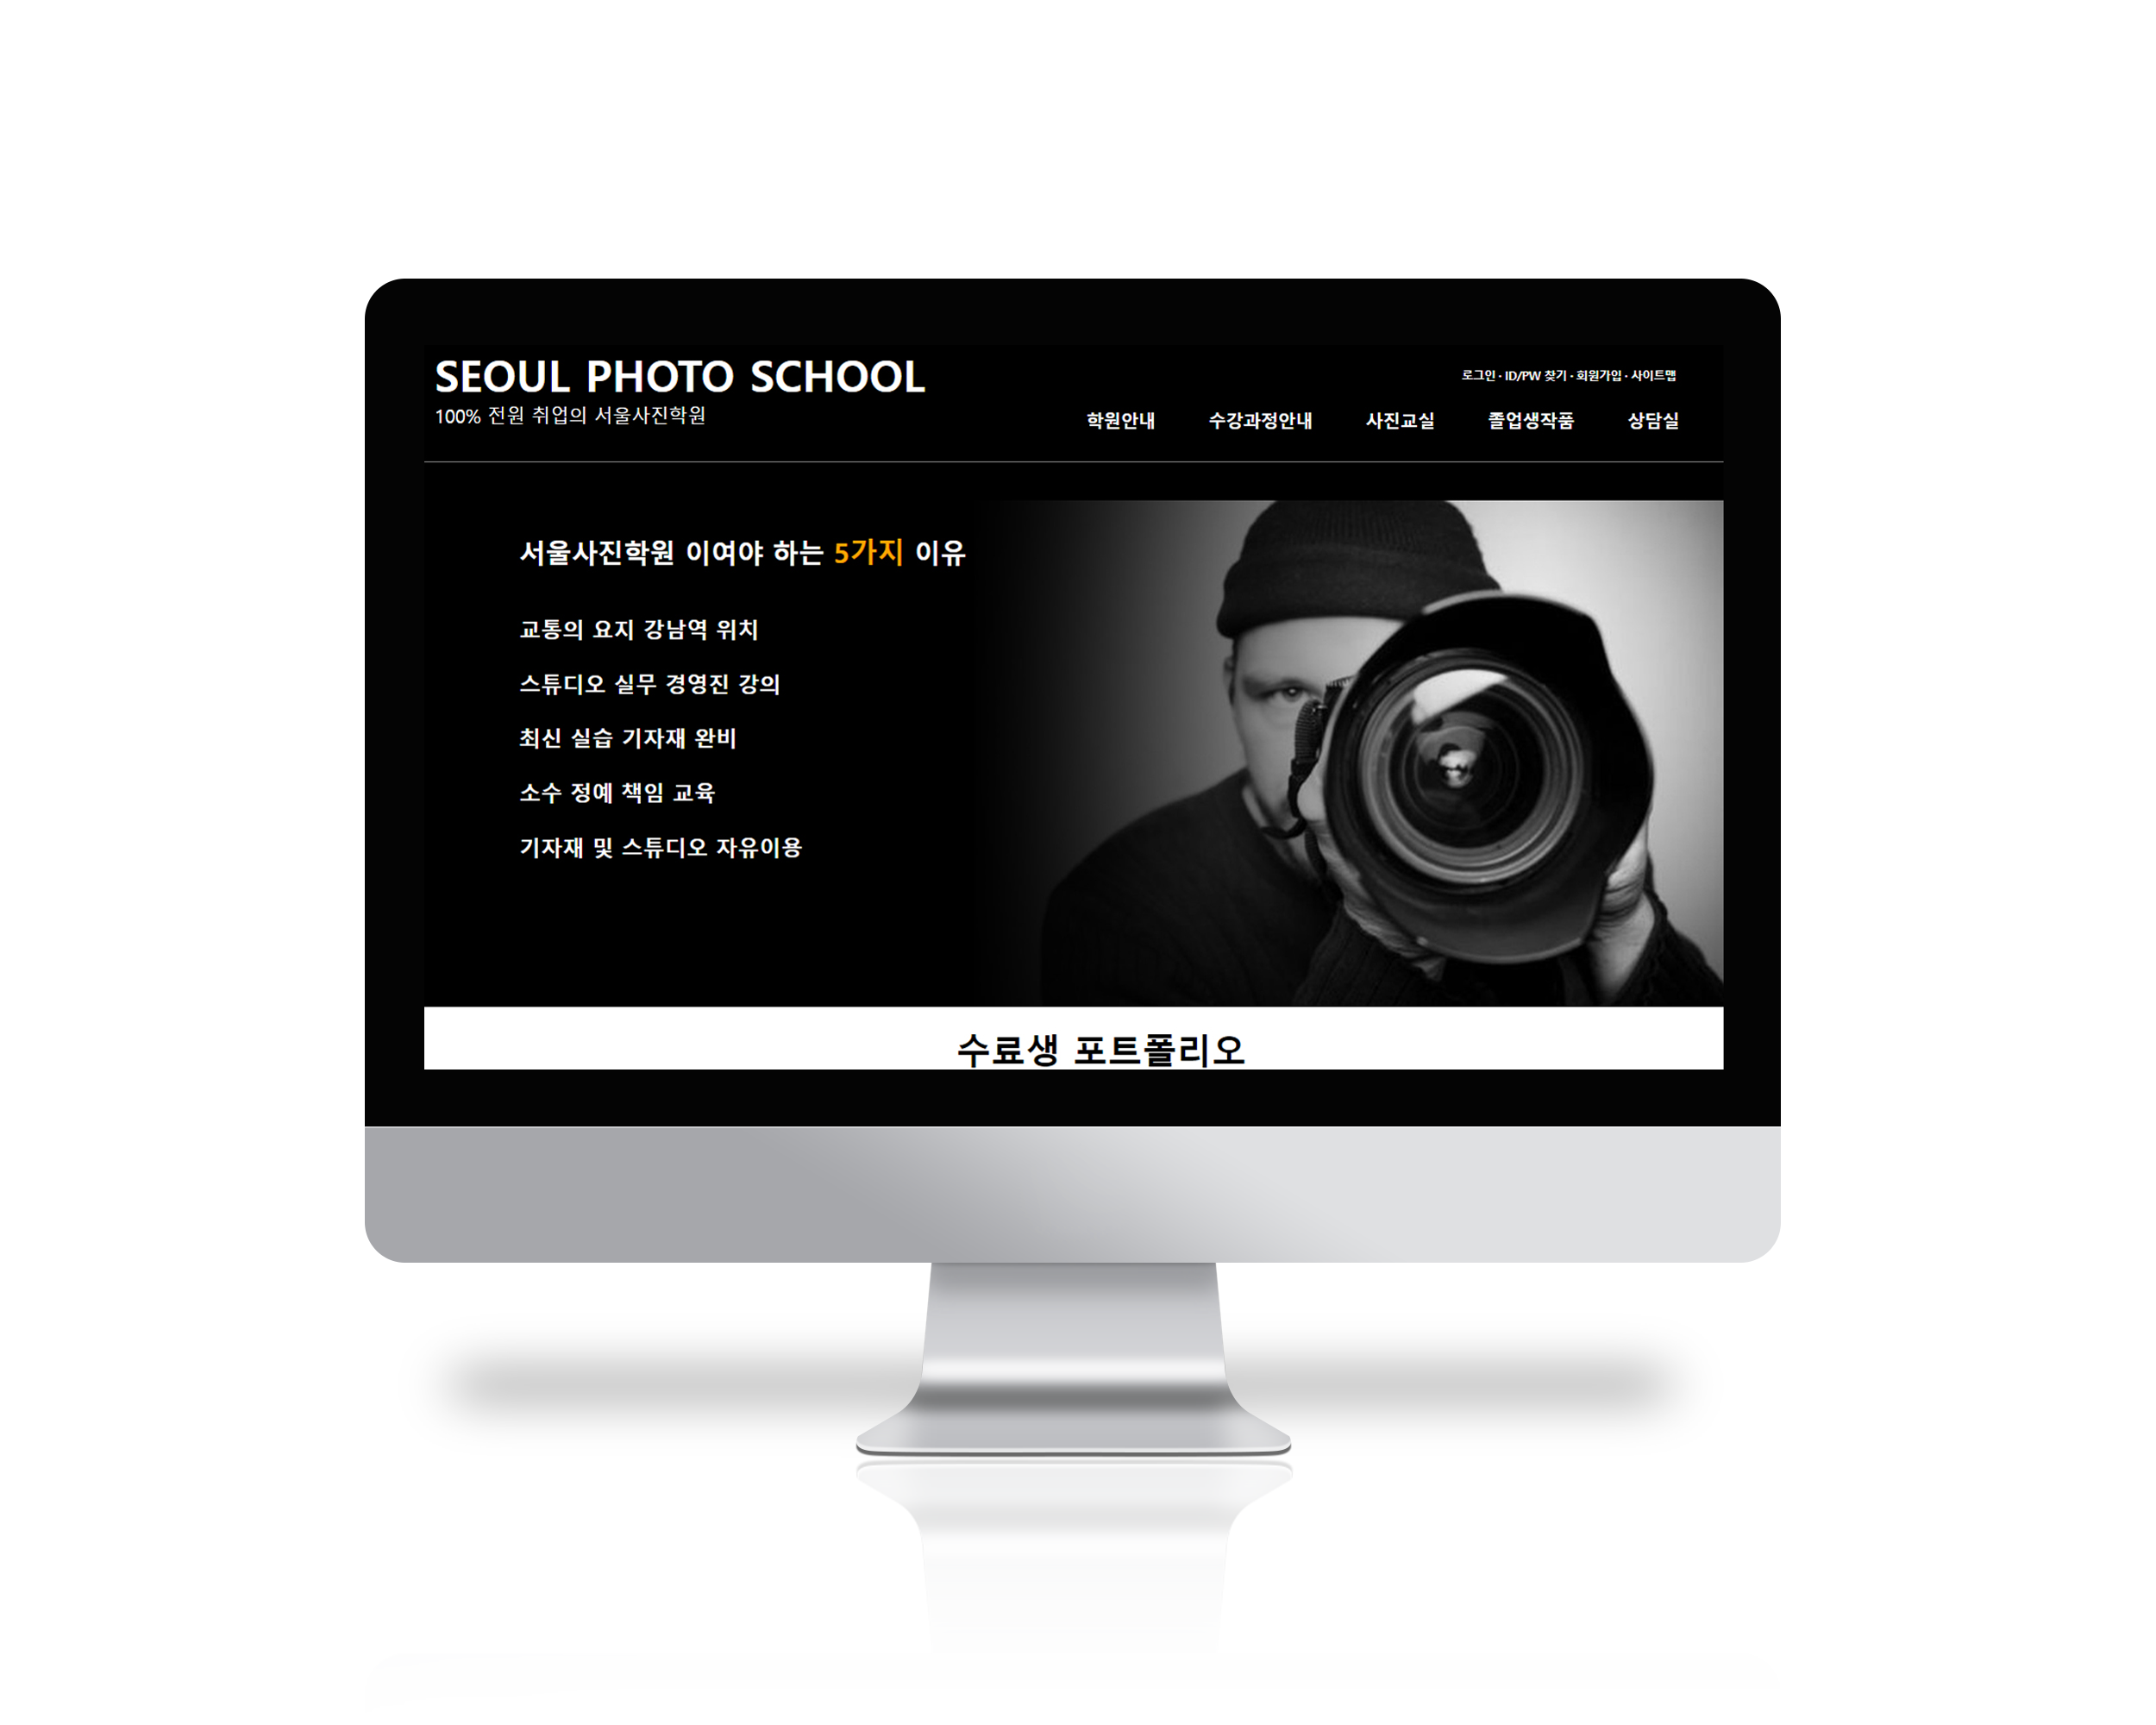 SEOUL PHOTO SCHOOL
100% 전원 취업의 서울사진학원
로그인 · ID/PW 찾기 · 회원가입 · 사이트맵
학원안내 수강과정안내 사진교실 졸업생작품 상담실
서울사진학원 이여야 하는 5가지 이유
교통의 요지 강남역 위치
스튜디오 실무 경영진 강의
최신 실습 기자재 완비
소수 정예 책임 교육
기자재 및 스튜디오 자유이용
수료생 포트폴리오